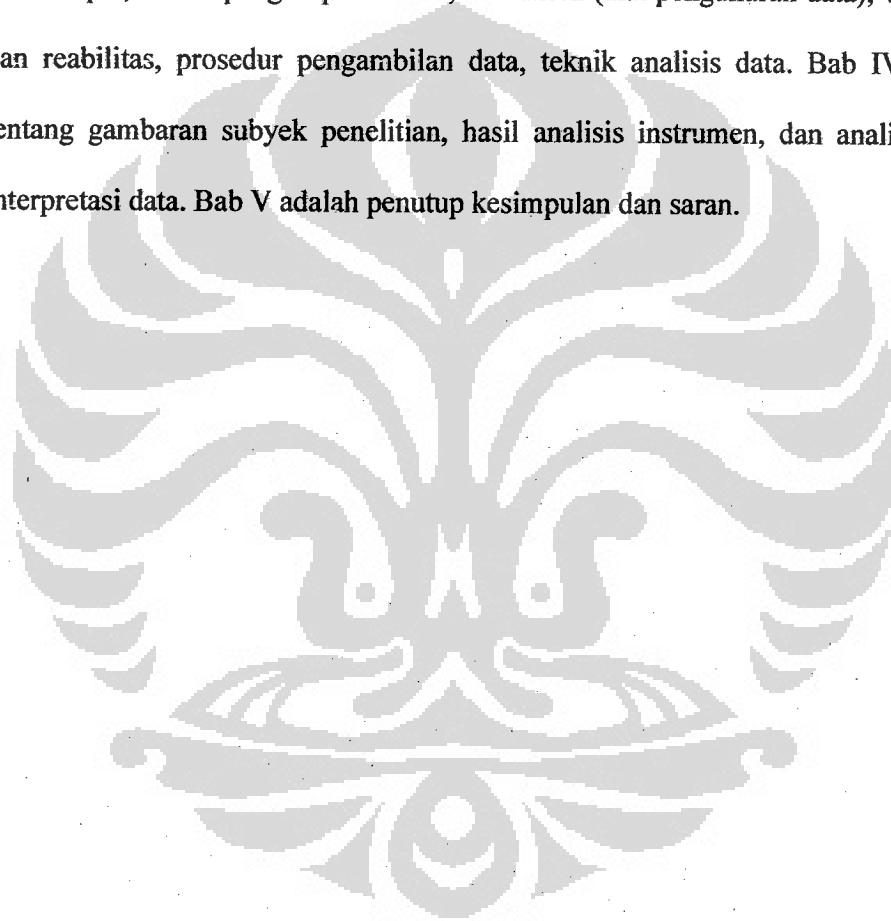 an reabilitas, prosedur pengambilan data, teknik analisis data. Bab IV
entang gambaran subyek penelitian, hasil analisis instrumen, dan anali
nterpretasi data. Bab V adalah penutup kesimpulan dan saran.